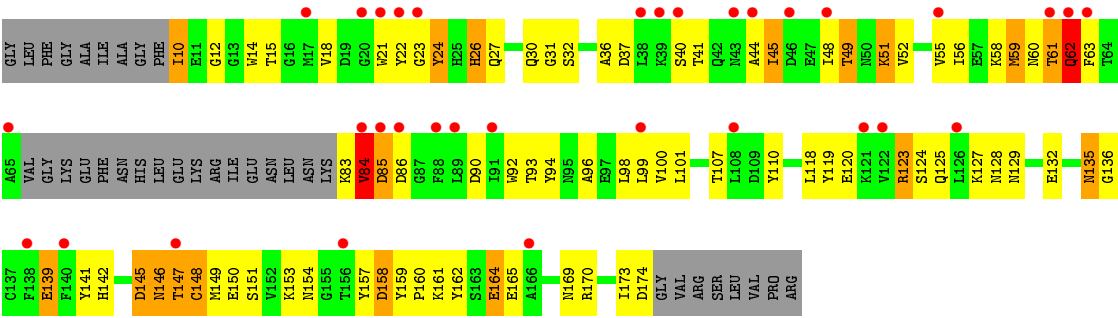 GLY LEU PHE GLY ALA ILE ALA GLY PHE I10 E11 G12 G13 W14 T15 G16 M17 V18 D19 G20 W21 Y22 G23 Y24 H25 H26 Q27 Q30 G31 S32 A36 D37 L38 K39 S40 T41 Q42 N43 A44 I45 D46 E47 I48 T49 N50 K51 V52 V55 I56 E57 K58 M59 N60 T61 Q62 F63 T64
A65 VAL GLY LYS GLU PHE ASN HIS LEU GLU LYS ARG ILE GLU ASN LEU ASN LYS K83 V84 D85 D86 G87 F88 L89 D90 I91 W92 T93 Y94 N95 A96 E97 L98 L99 V100 L101 T107 L108 D109 Y110 L118 Y119 E120 K121 V122 R123 S124 Q125 L126 K127 N128 N129 E132 N135 G136
C137 F138 E139 F140 Y141 H142 D145 N146 T147 C148 M149 E150 S151 V152 K153 N154 G155 T156 Y157 D158 Y159 P160 K161 Y162 S163 E164 E165 A166 N169 R170 I173 D174 GLY VAL ARG SER LEU VAL PRO ARG